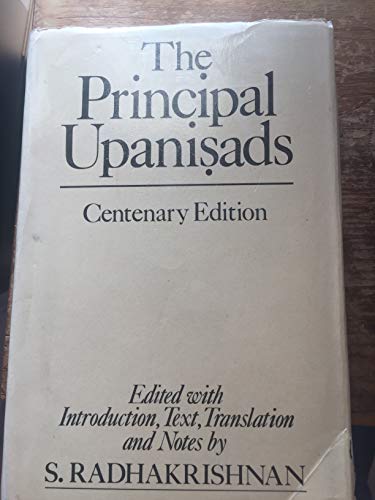 The
Principal
Upaniṣads
Centenary Edition
Edited with
Introduction, Text, Translation
and Notes by
S. RADHAKRISHNAN